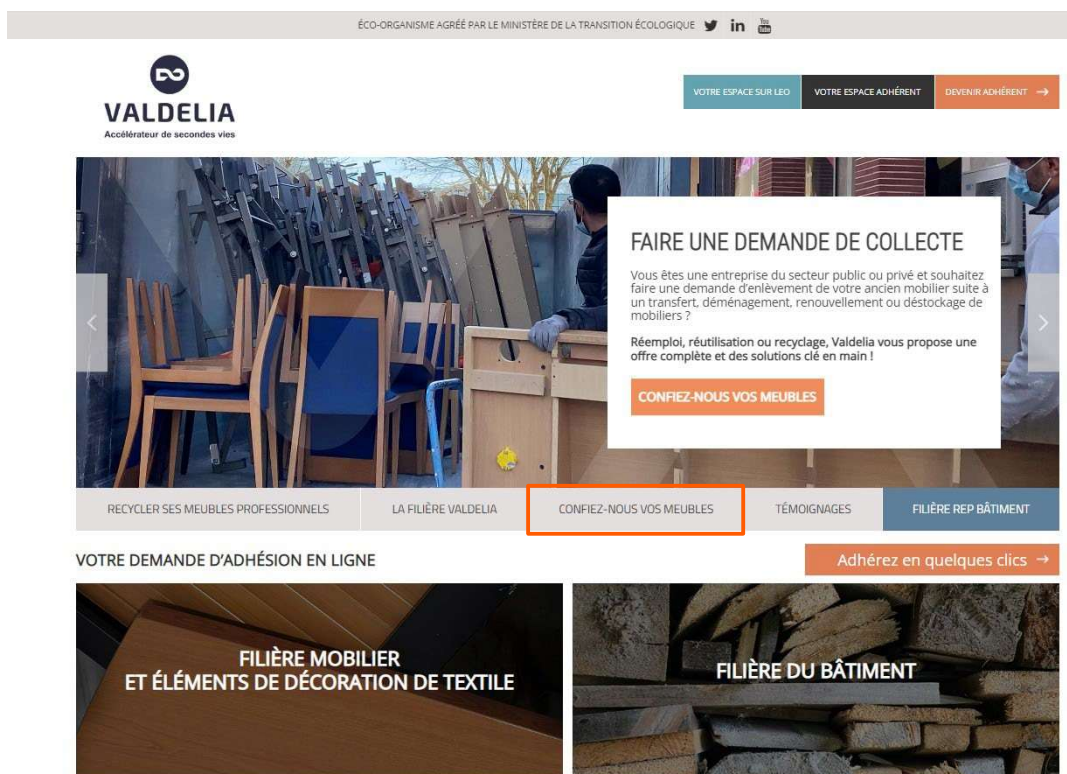 ÉCO-ORGANISME AGRÉÉ PAR LE MINISTÈRE DE LA TRANSITION ÉCOLOGIQUE
in
You Tube
VALDELIA
Accélérateur de secondes vies
VOTRE ESPACE SUR LEO
VOTRE ESPACE ADHÉRENT
DEVENIR ADHÉRENT →
FAIRE UNE DEMANDE DE COLLECTE
Vous êtes une entreprise du secteur public ou privé et souhaitez
faire une demande d'enlèvement de votre ancien mobilier suite à
un transfert, déménagement, renouvellement ou déstockage de
mobiliers ?
Réemploi, réutilisation ou recyclage, Valdelia vous propose une
offre complète et des solutions clé en main !
CONFIEZ-NOUS VOS MEUBLES
RECYCLER SES MEUBLES PROFESSIONNELS
LA FILIÈRE VALDELIA
CONFIEZ-NOUS VOS MEUBLES
TÉMOIGNAGES
FILIÈRE REP BÂTIMENT
VOTRE DEMANDE D'ADHÉSION EN LIGNE
Adhérez en quelques clics →
FILIÈRE MOBILIER
ET ÉLÉMENTS DE DÉCORATION DE TEXTILE
FILIÈRE DU BÂTIMENT